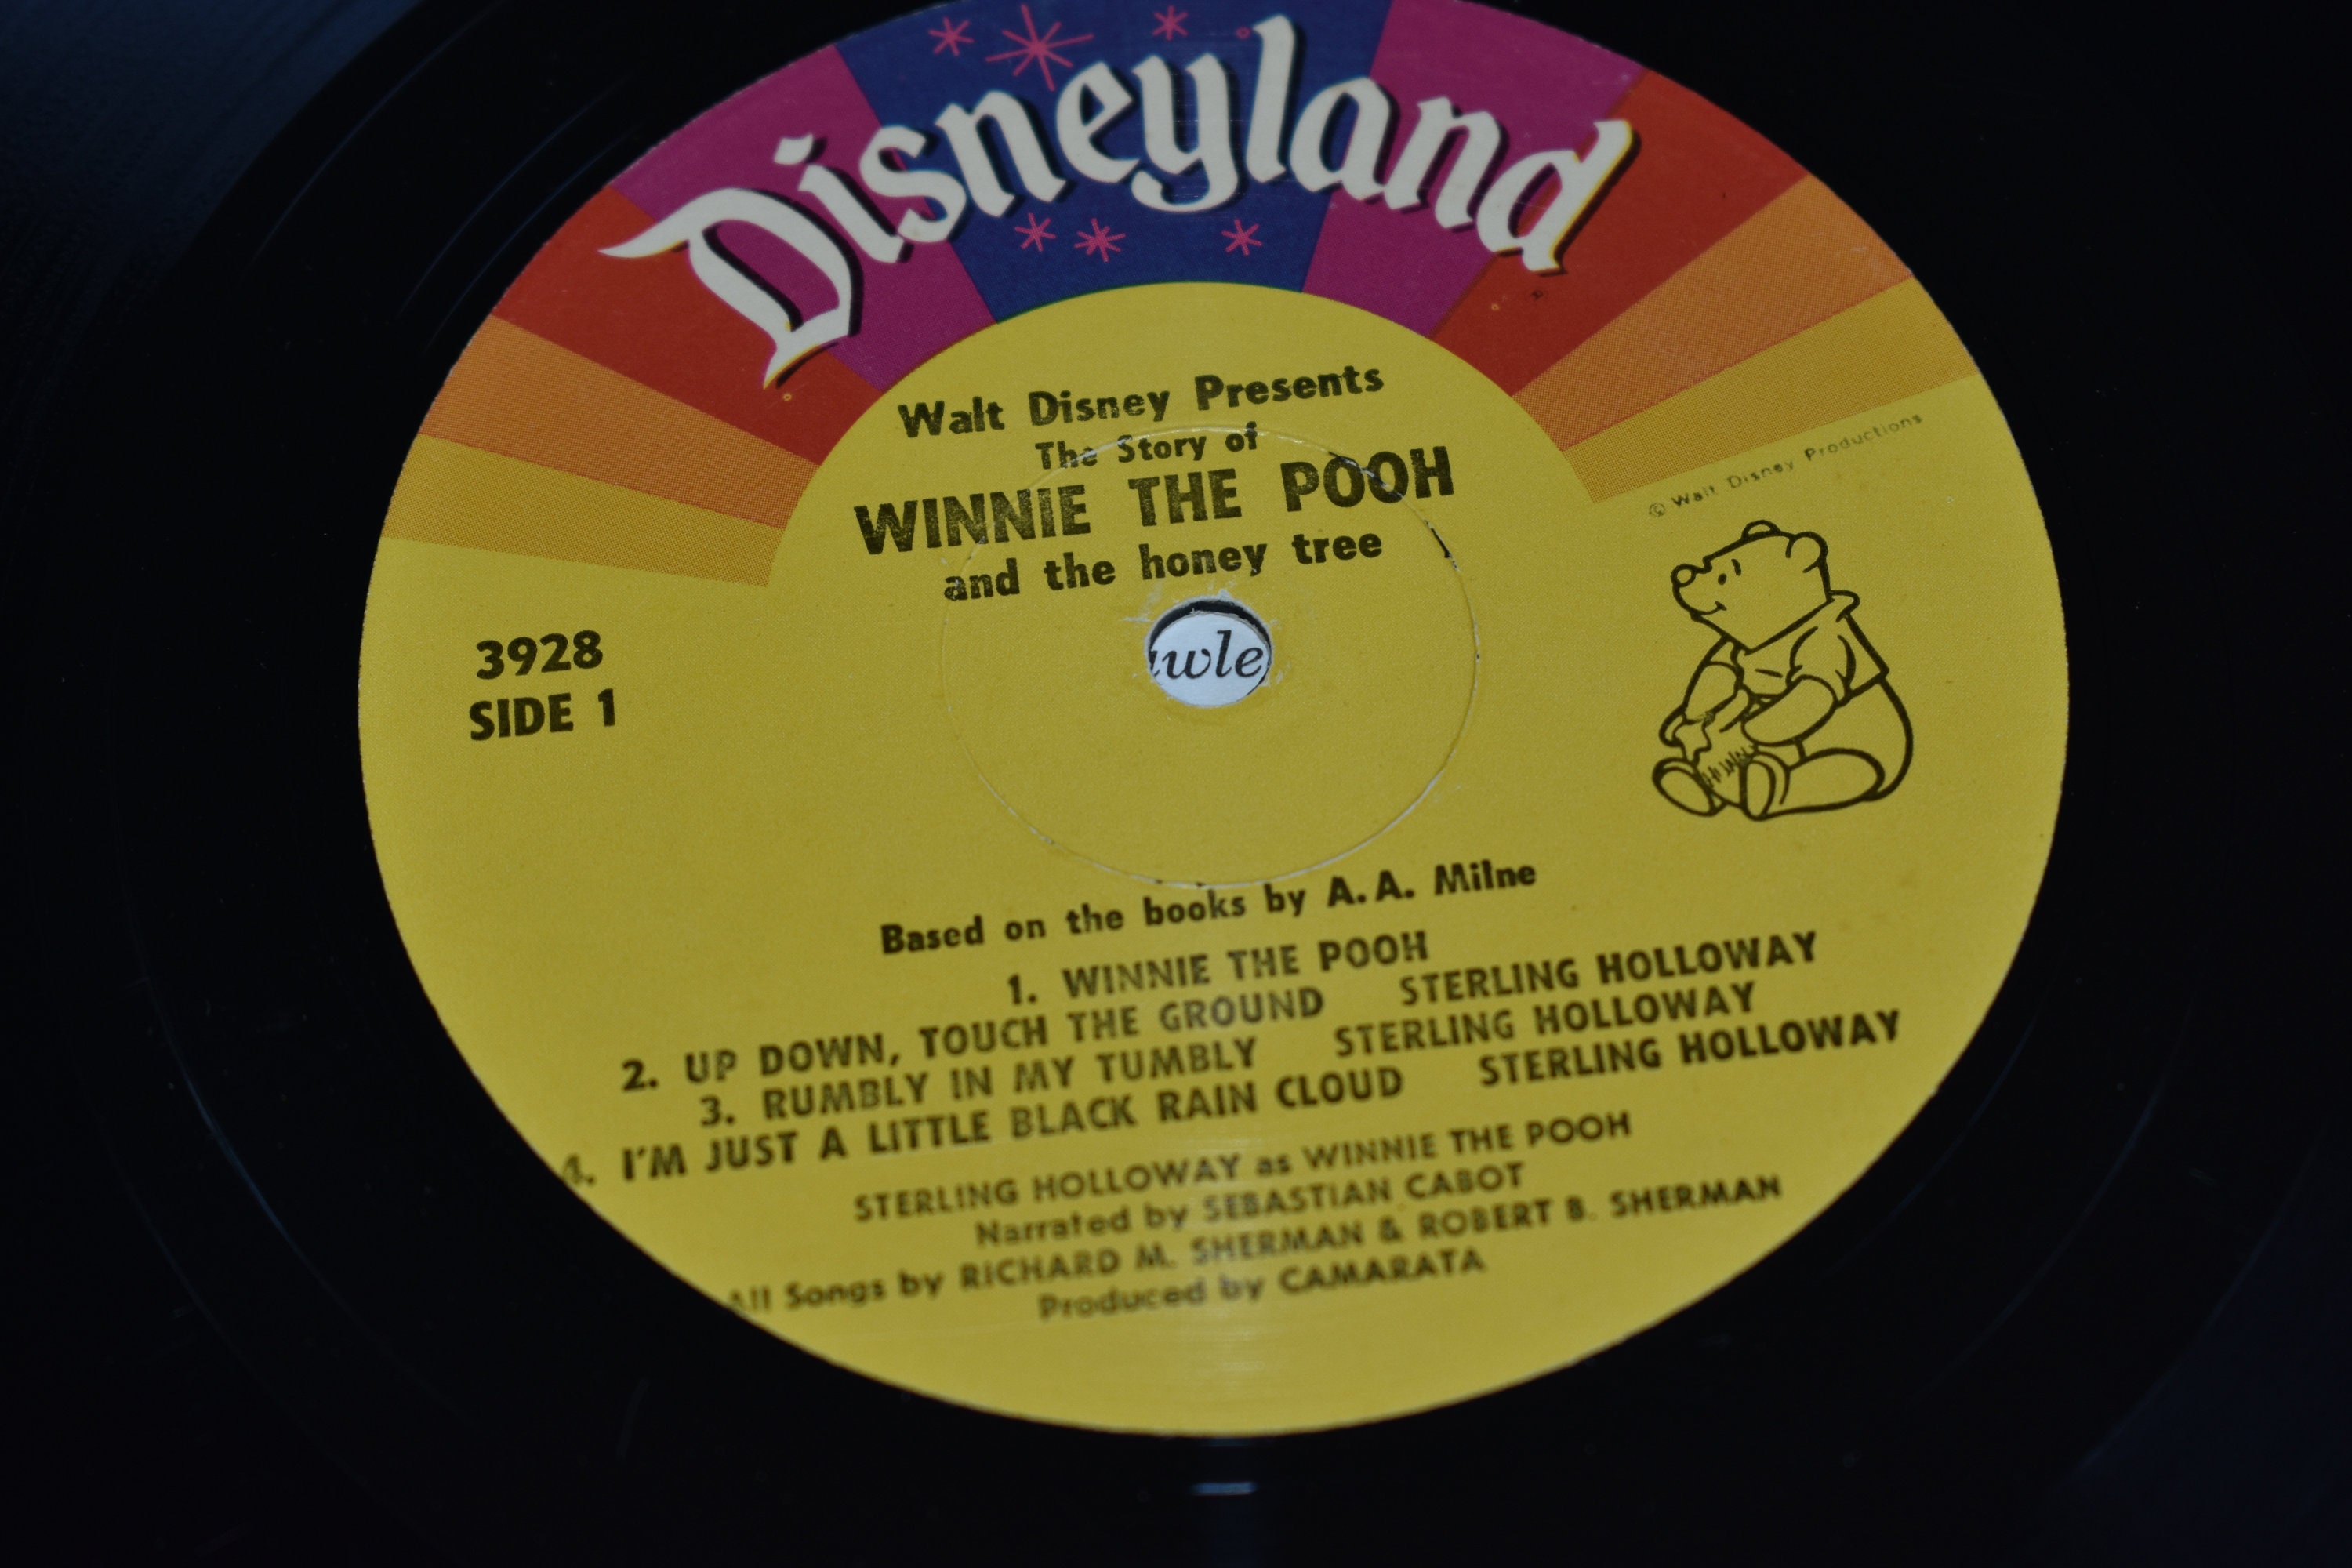 Disneyland
Walt Disney Presents
The Story of
WINNIE THE POOH
and the honey tree
© Walt Disney Productions
3928
SIDE 1
wle
HUNNY
Based on the books by A.A. Milne
1. WINNIE THE POOH
2. UP DOWN, TOUCH THE GROUND STERLING HOLLOWAY
3. RUMBLY IN MY TUMBLY STERLING HOLLOWAY
4. I'M JUST A LITTLE BLACK RAIN CLOUD STERLING HOLLOWAY
STERLING HOLLOWAY as WINNIE THE POOH
Narrated by SEBASTIAN CABOT
All Songs by RICHARD M. SHERMAN & ROBERT B. SHERMAN
Produced by CAMARATA